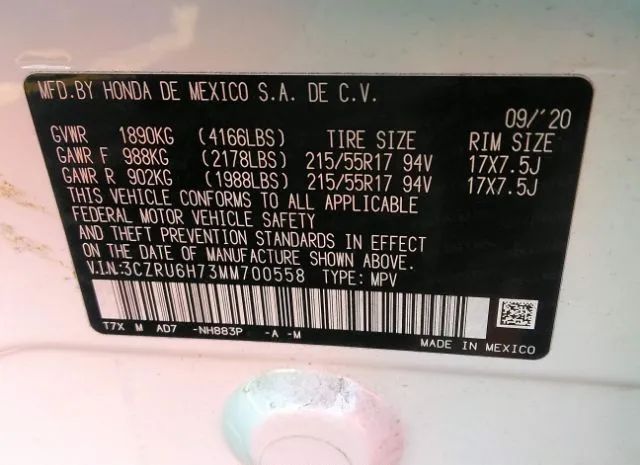 MFD.BY HONDA DE MEXICO S.A. DE C.V.
09/'20
GVWR 1890KG (4166LBS) TIRE SIZE RIM SIZE
GAWR F 988KG (2178LBS) 215/55R17 94V 17X7.5J
GAWR R 902KG (1988LBS) 215/55R17 94V 17X7.5J
THIS VEHICLE CONFORMS TO ALL APPLICABLE
FEDERAL MOTOR VEHICLE SAFETY
AND THEFT PREVENTION STANDARDS IN EFFECT
ON THE DATE OF MANUFACTURE SHOWN ABOVE.
V.I.N:3CZRU6H73MM700558 TYPE: MPV
T7X M AD7 -NH883P -A -M
MADE IN MEXICO